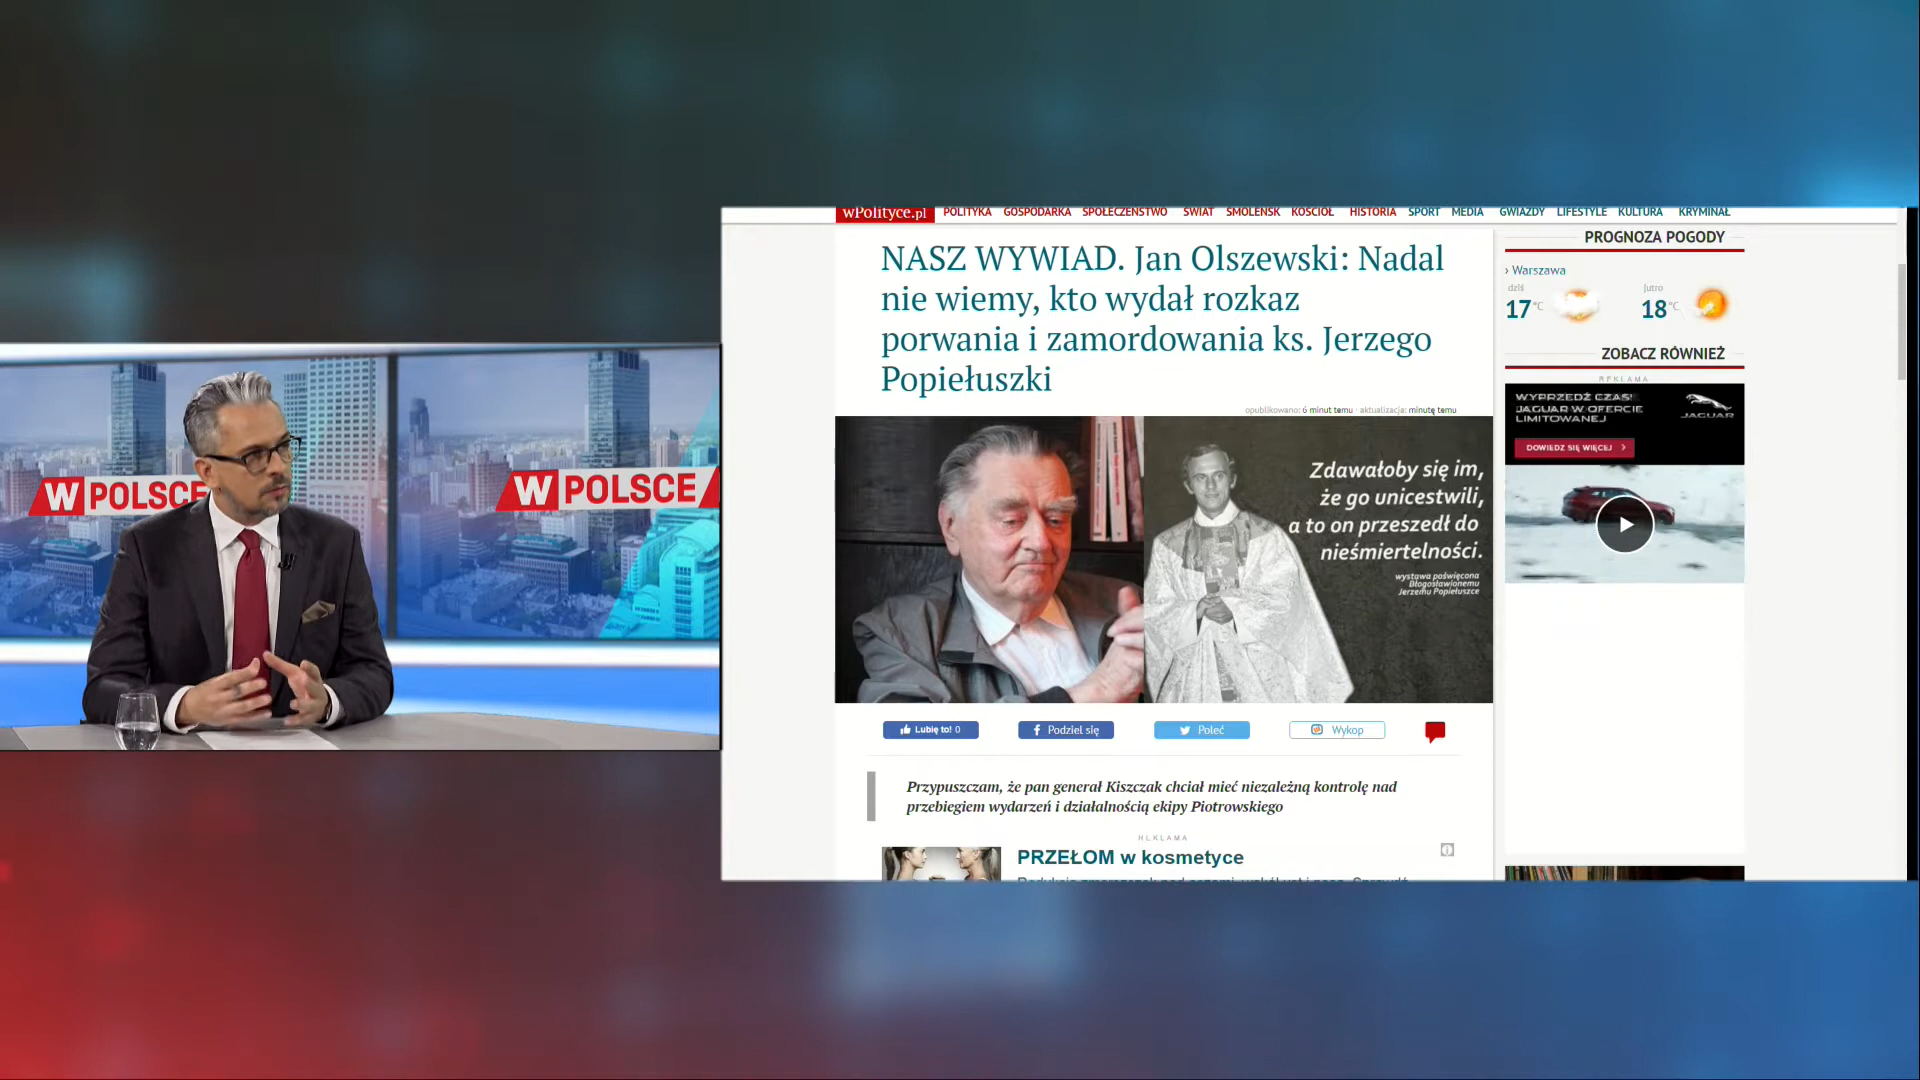 W POLSCE
W POLSCE
wPolityce.pl POLITYKA GOSPODARKA SPOŁECZEŃSTWO ŚWIAT SMOLEŃSK KOŚCIÓŁ HISTORIA SPORT MEDIA GWIAZDY LIFESTYLE KULTURA KRYMINAŁ
NASZ WYWIAD. Jan Olszewski: Nadal
nie wiemy, kto wydał rozkaz
porwania i zamordowania ks. Jerzego
Popiełuszki
opublikowano: 6 minut temu · aktualizacja: minutę temu
Zdawałoby się im,
że go unicestwili,
a to on przeszedł do
nieśmiertelności.
wystawa poświęcona
Błogosławionemu
Jerzemu Popiełuszce
Lubię to! 0
Podziel się
Poleć
Wykop
Przypuszczam, że pan generał Kiszczak chciał mieć niezależną kontrolę nad
przebiegiem wydarzeń i działalnością ekipy Piotrowskiego
REKLAMA
PRZEŁOM w kosmetyce
PROGNOZA POGODY
› Warszawa
dziś
17 °C
jutro
18 °C
ZOBACZ RÓWNIEŻ
REKLAMA
WYPRZEDŹ CZAS!
JAGUAR W OFERCIE
LIMITOWANEJ
JAGUAR
DOWIEDZ SIĘ WIĘCEJ ›